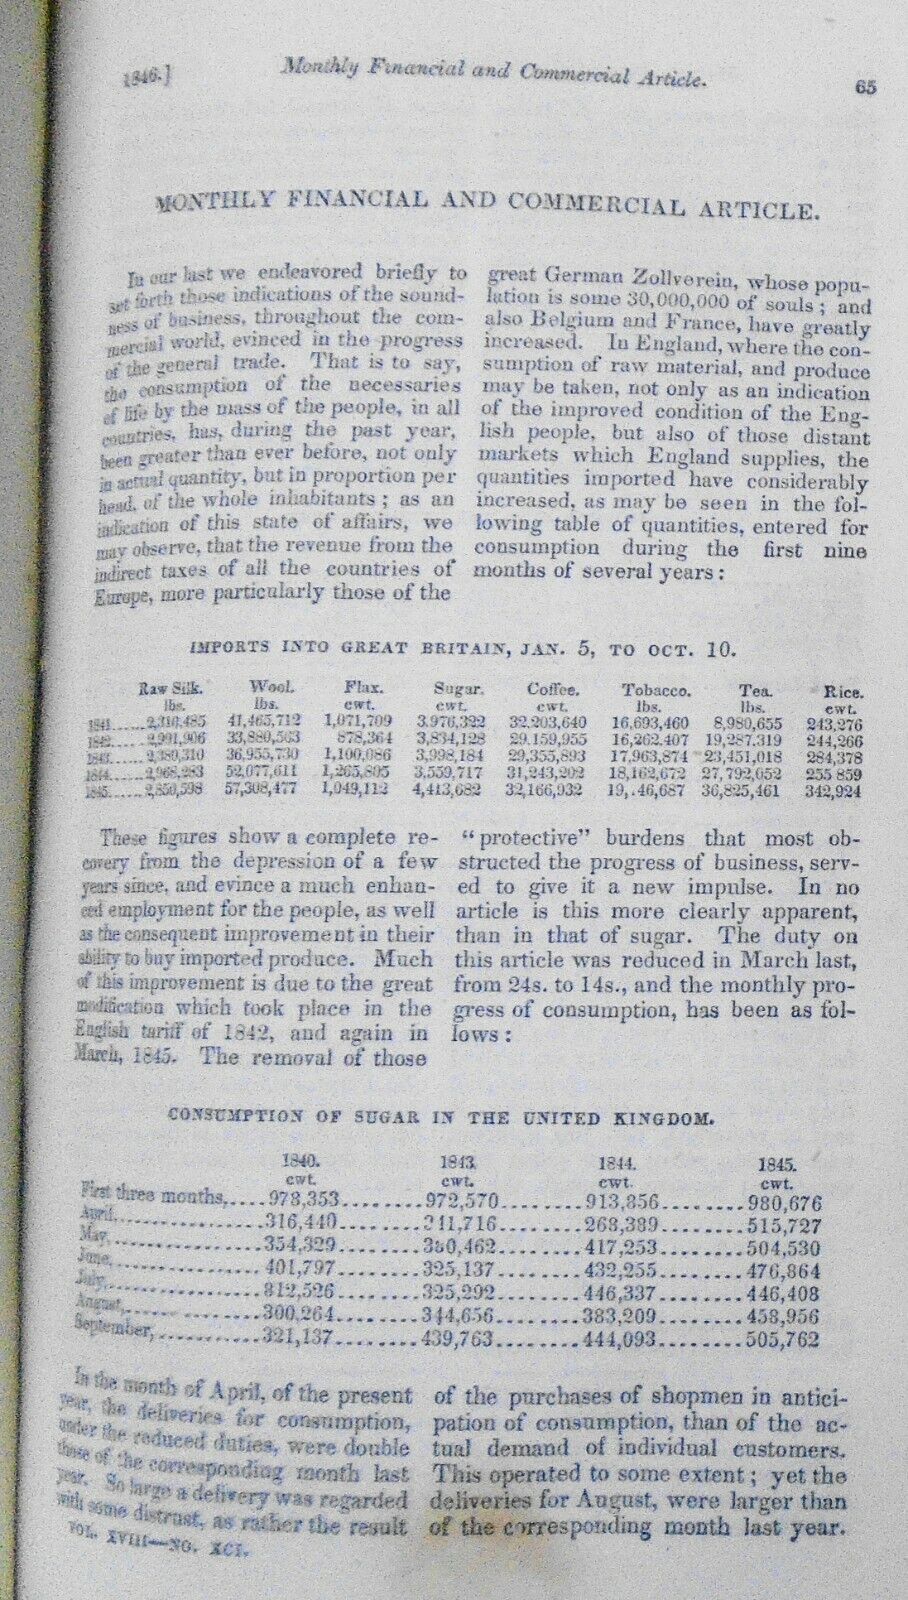 1846.]
Monthly Financial and Commercial Article.
65
MONTHLY FINANCIAL AND COMMERCIAL ARTICLE.
In our last we endeavored briefly to
set forth those indications of the sound-
ness of business, throughout the com-
mercial world, evinced in the progress
of the general trade. That is to say,
the consumption of the necessaries
of life by the mass of the people, in all
countries, has, during the past year,
been greater than ever before, not only
in actual quantity, but in proportion per
head, of the whole inhabitants; as an
indication of this state of affairs, we
may observe, that the revenue from the
indirect taxes of all the countries of
Europe, more particularly those of the
great German Zollverein, whose popu-
lation is some 30,000,000 of souls; and
also Belgium and France, have greatly
increased. In England, where the con-
sumption of raw material, and produce
may be taken, not only as an indication
of the improved condition of the Eng-
lish people, but also of those distant
markets which England supplies, the
quantities imported have considerably
increased, as may be seen in the fol-
lowing table of quantities, entered for
consumption during the first nine
months of several years:
IMPORTS INTO GREAT BRITAIN, JAN. 5, TO OCT. 10.
Raw Silk. Wool. Flax. Sugar. Coffee. Tobacco. Tea. Rice.
lbs. lbs. cwt. cwt. cwt. lbs. lbs. cwt.
1841......2,310,485 41,465,712 1,071,709 3,976,322 32,203,640 16,693,460 8,980,655 243,276
1842......2,991,906 33,880,563 878,364 3,834,128 29,159,955 16,262,407 19,287,319 244,266
1843......2,380,310 36,955,730 1,100,086 3,998,184 29,355,893 17,963,874 23,451,018 284,378
1844......2,968,283 52,077,611 1,265,805 3,559,717 31,243,202 18,162,672 27,792,052 255 859
1845......2,850,598 57,308,477 1,049,112 4,413,682 32,166,932 19,.46,687 36,825,461 342,924
These figures show a complete re-
covery from the depression of a few
years since, and evince a much enhan-
ced employment for the people, as well
as the consequent improvement in their
ability to buy imported produce. Much
of this improvement is due to the great
modification which took place in the
English tariff of 1842, and again in
March, 1845. The removal of those
"protective" burdens that most ob-
structed the progress of business, serv-
ed to give it a new impulse. In no
article is this more clearly apparent,
than in that of sugar. The duty on
this article was reduced in March last,
from 24s. to 14s., and the monthly pro-
gress of consumption, has been as fol-
lows:
CONSUMPTION OF SUGAR IN THE UNITED KINGDOM.
1840. 1843. 1844. 1845.
cwt. cwt. cwt. cwt.
First three months,....978,353........972,570........913,856........980,676
April,..............316,440........341,716........268,389........515,727
May,...............354,329........380,462........417,253........504,530
June,...............401,797........325,137........432,255........476,864
July,...............312,526........325,292........446,337........446,408
August,..............300,264........344,656........383,209........458,956
September,...........321,137........439,763........444,093........505,762
In the month of April, of the present
year, the deliveries for consumption,
under the reduced duties, were double
those of the corresponding month last
year. So large a delivery was regarded
with some distrust, as rather the result
VOL. XVIII—NO. XCI.
of the purchases of shopmen in antici-
pation of consumption, than of the ac-
tual demand of individual customers.
This operated to some extent; yet the
deliveries for August, were larger than
of the corresponding month last year.